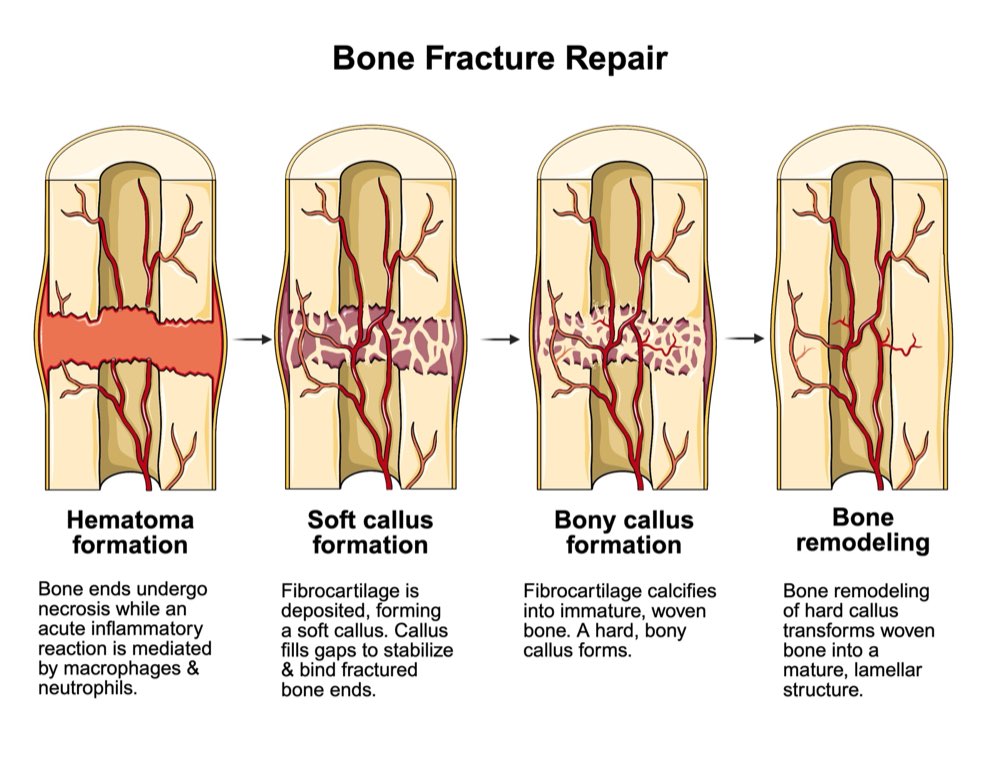 Bone Fracture Repair
Hematoma
formation
Bone ends undergo
necrosis while an
acute inflammatory
reaction is mediated
by macrophages &
neutrophils.
Soft callus
formation
Fibrocartilage is
deposited, forming
a soft callus. Callus
fills gaps to stabilize
& bind fractured
bone ends.
Bony callus
formation
Fibrocartilage calcifies
into immature, woven
bone. A hard, bony
callus forms.
Bone
remodeling
Bone remodeling
of hard callus
transforms woven
bone into a
mature, lamellar
structure.